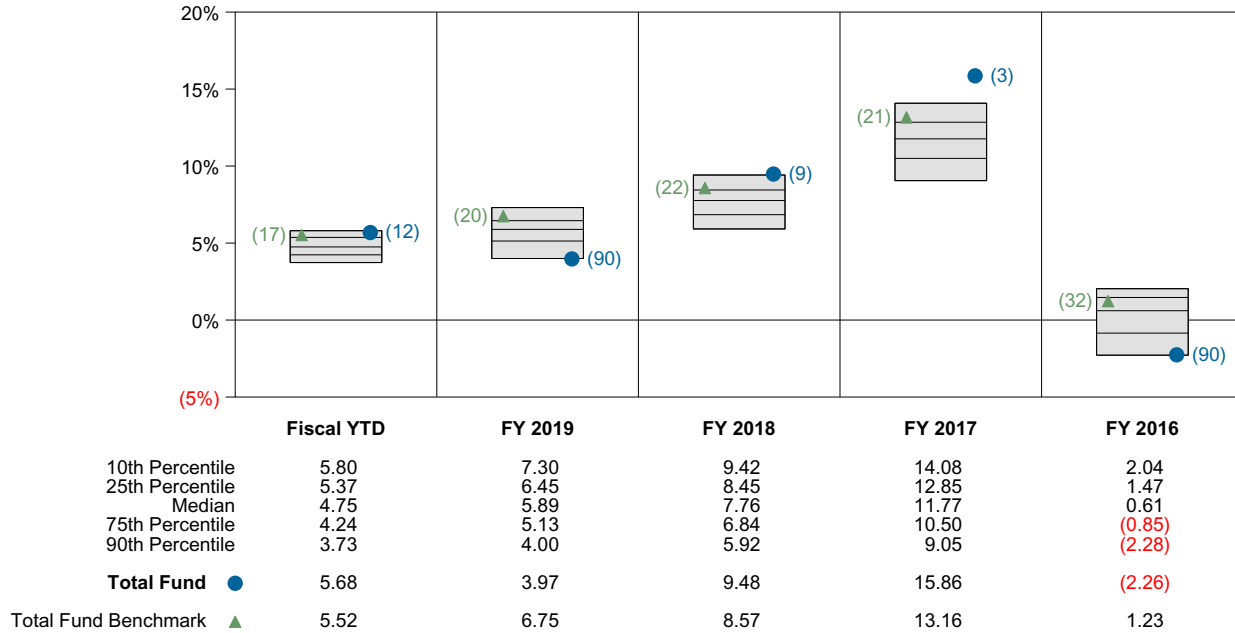 20%
15%
10%
5%
0%
(5%)
(17)
(12)
(20)
(90)
(22)
(9)
(21)
(3)
(32)
(90)
Fiscal YTD FY 2019 FY 2018 FY 2017 FY 2016
10th Percentile 5.80 7.30 9.42 14.08 2.04
25th Percentile 5.37 6.45 8.45 12.85 1.47
Median 4.75 5.89 7.76 11.77 0.61
75th Percentile 4.24 5.13 6.84 10.50 (0.85)
90th Percentile 3.73 4.00 5.92 9.05 (2.28)
Total Fund 5.68 3.97 9.48 15.86 (2.26)
Total Fund Benchmark 5.52 6.75 8.57 13.16 1.23